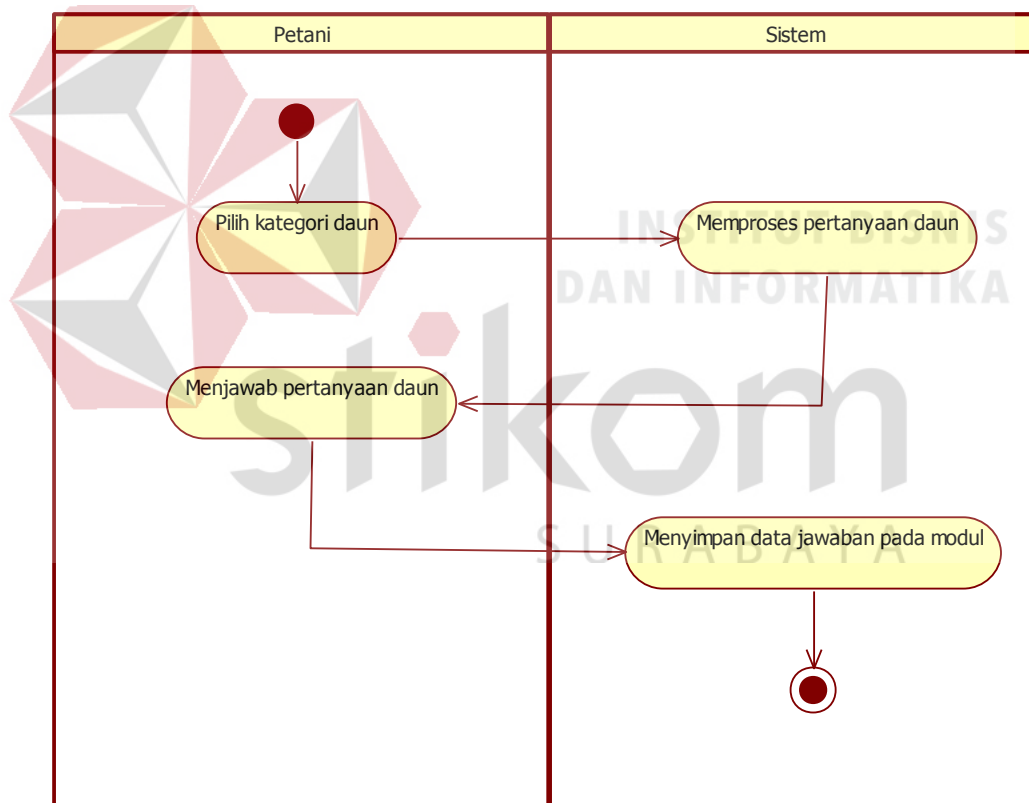 Petani
Sistem
Pilih kategori daun
Memproses pertanyaan daun
INSTITUT BISNIS
DAN INFORMATIKA
Menjawab pertanyaan daun
stikom
Menyimpan data jawaban pada modul
SURABAYA